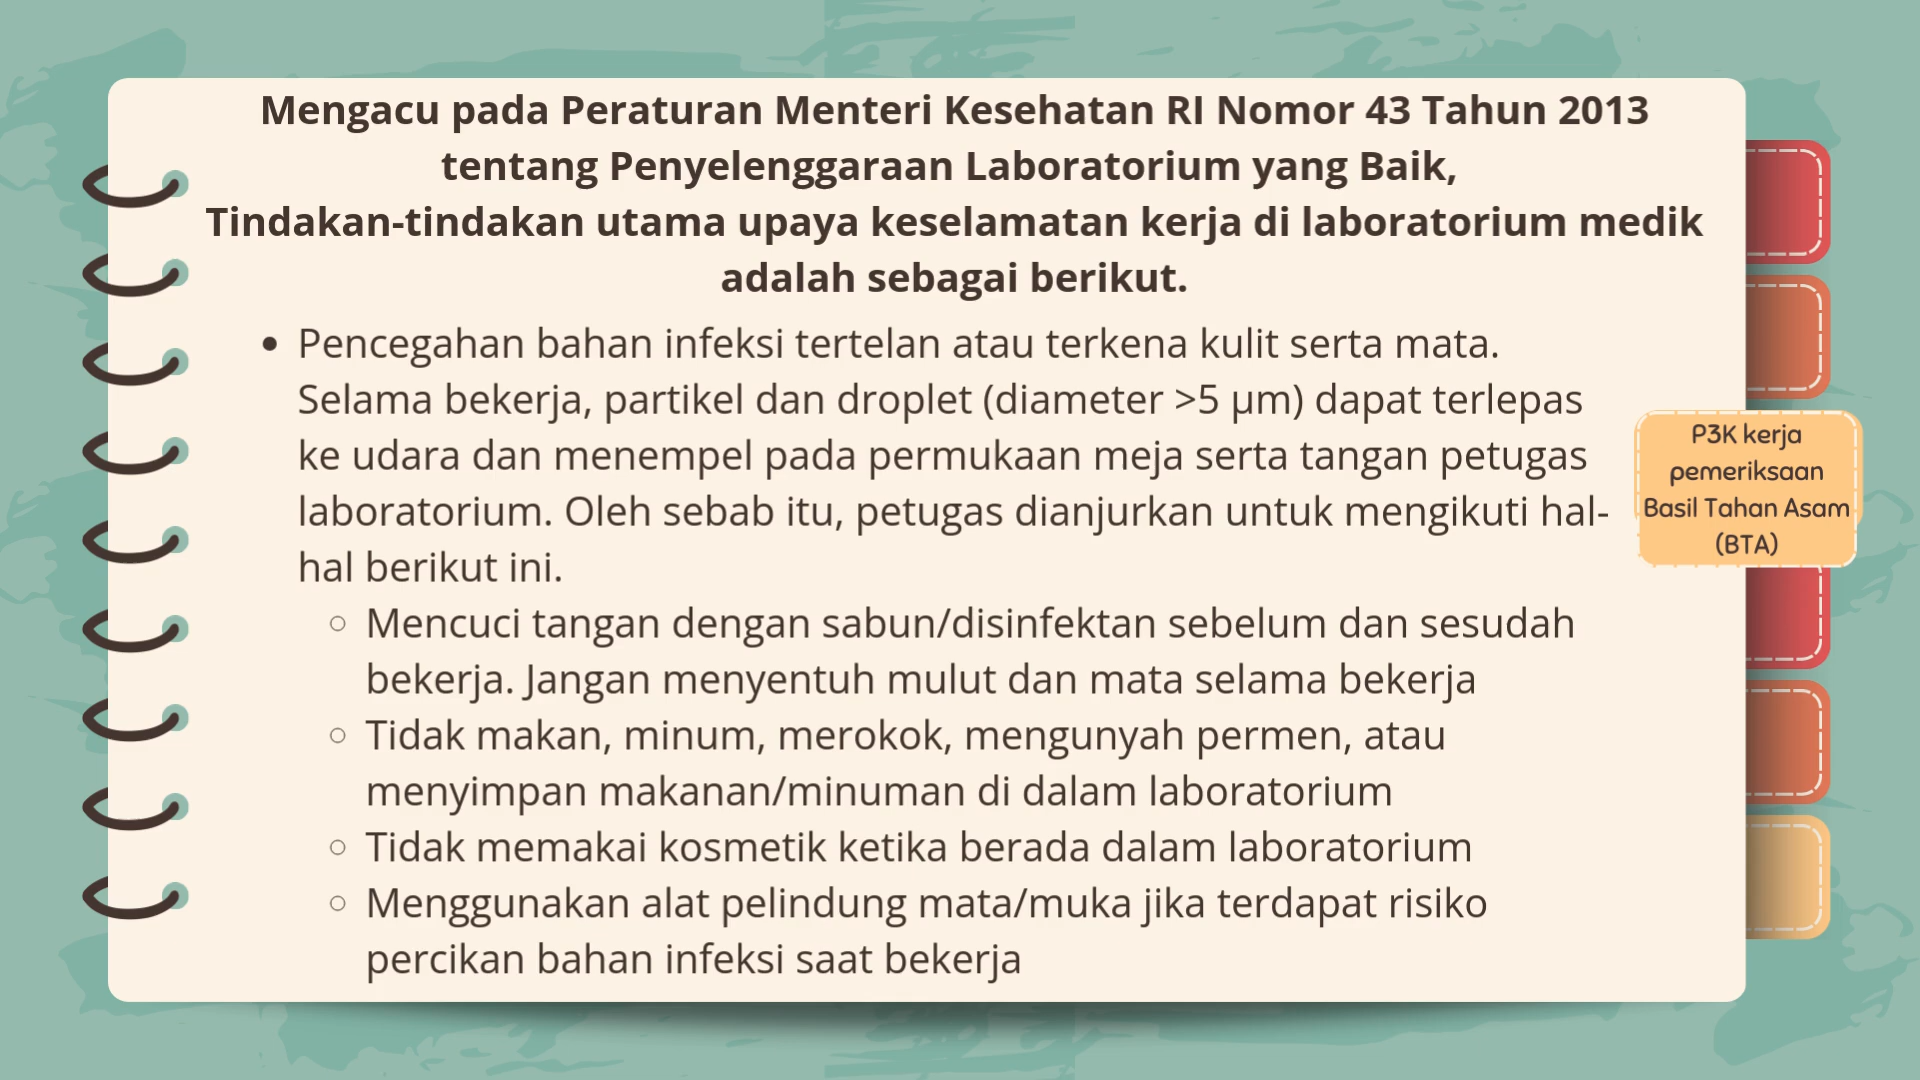 Mengacu pada Peraturan Menteri Kesehatan RI Nomor 43 Tahun 2013
tentang Penyelenggaraan Laboratorium yang Baik,
Tindakan-tindakan utama upaya keselamatan kerja di laboratorium medik
adalah sebagai berikut.
• Pencegahan bahan infeksi tertelan atau terkena kulit serta mata.
Selama bekerja, partikel dan droplet (diameter >5 µm) dapat terlepas
ke udara dan menempel pada permukaan meja serta tangan petugas
laboratorium. Oleh sebab itu, petugas dianjurkan untuk mengikuti hal-
hal berikut ini.
○ Mencuci tangan dengan sabun/disinfektan sebelum dan sesudah
bekerja. Jangan menyentuh mulut dan mata selama bekerja
○ Tidak makan, minum, merokok, mengunyah permen, atau
menyimpan makanan/minuman di dalam laboratorium
○ Tidak memakai kosmetik ketika berada dalam laboratorium
○ Menggunakan alat pelindung mata/muka jika terdapat risiko
percikan bahan infeksi saat bekerja
P3K kerja
pemeriksaan
Basil Tahan Asam
(BTA)